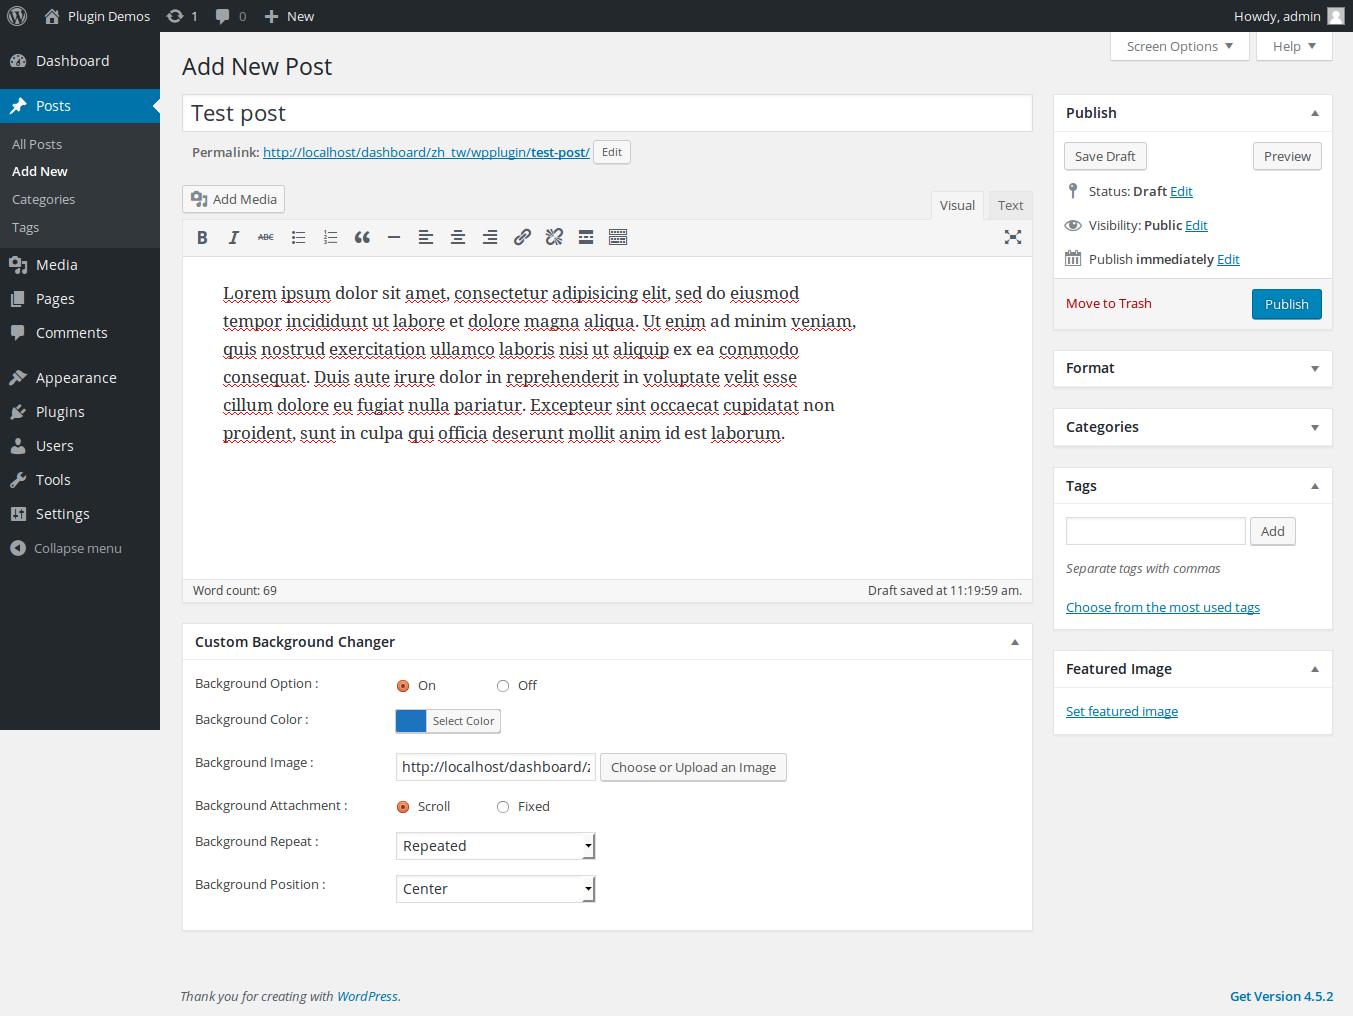 Plugin Demos 1 0 New Howdy, admin
Screen Options Help
Dashboard
Posts
All Posts
Add New
Categories
Tags
Media
Pages
Comments
Appearance
Plugins
Users
Tools
Settings
Collapse menu
Add New Post
Test post
Permalink: http://localhost/dashboard/zh_tw/wpplugin/test-post/ Edit
Add Media
Visual Text
B I ABC
Lorem ipsum dolor sit amet, consectetur adipisicing elit, sed do eiusmod
tempor incididunt ut labore et dolore magna aliqua. Ut enim ad minim veniam,
quis nostrud exercitation ullamco laboris nisi ut aliquip ex ea commodo
consequat. Duis aute irure dolor in reprehenderit in voluptate velit esse
cillum dolore eu fugiat nulla pariatur. Excepteur sint occaecat cupidatat non
proident, sunt in culpa qui officia deserunt mollit anim id est laborum.
Word count: 69 Draft saved at 11:19:59 am.
Custom Background Changer
Background Option : On Off
Background Color : Select Color
Background Image : http://localhost/dashboard/z Choose or Upload an Image
Background Attachment : Scroll Fixed
Background Repeat : Repeated
Background Position : Center
Publish
Save Draft Preview
Status: Draft Edit
Visibility: Public Edit
Publish immediately Edit
Move to Trash Publish
Format
Categories
Tags
Add
Separate tags with commas
Choose from the most used tags
Featured Image
Set featured image
Thank you for creating with WordPress. Get Version 4.5.2